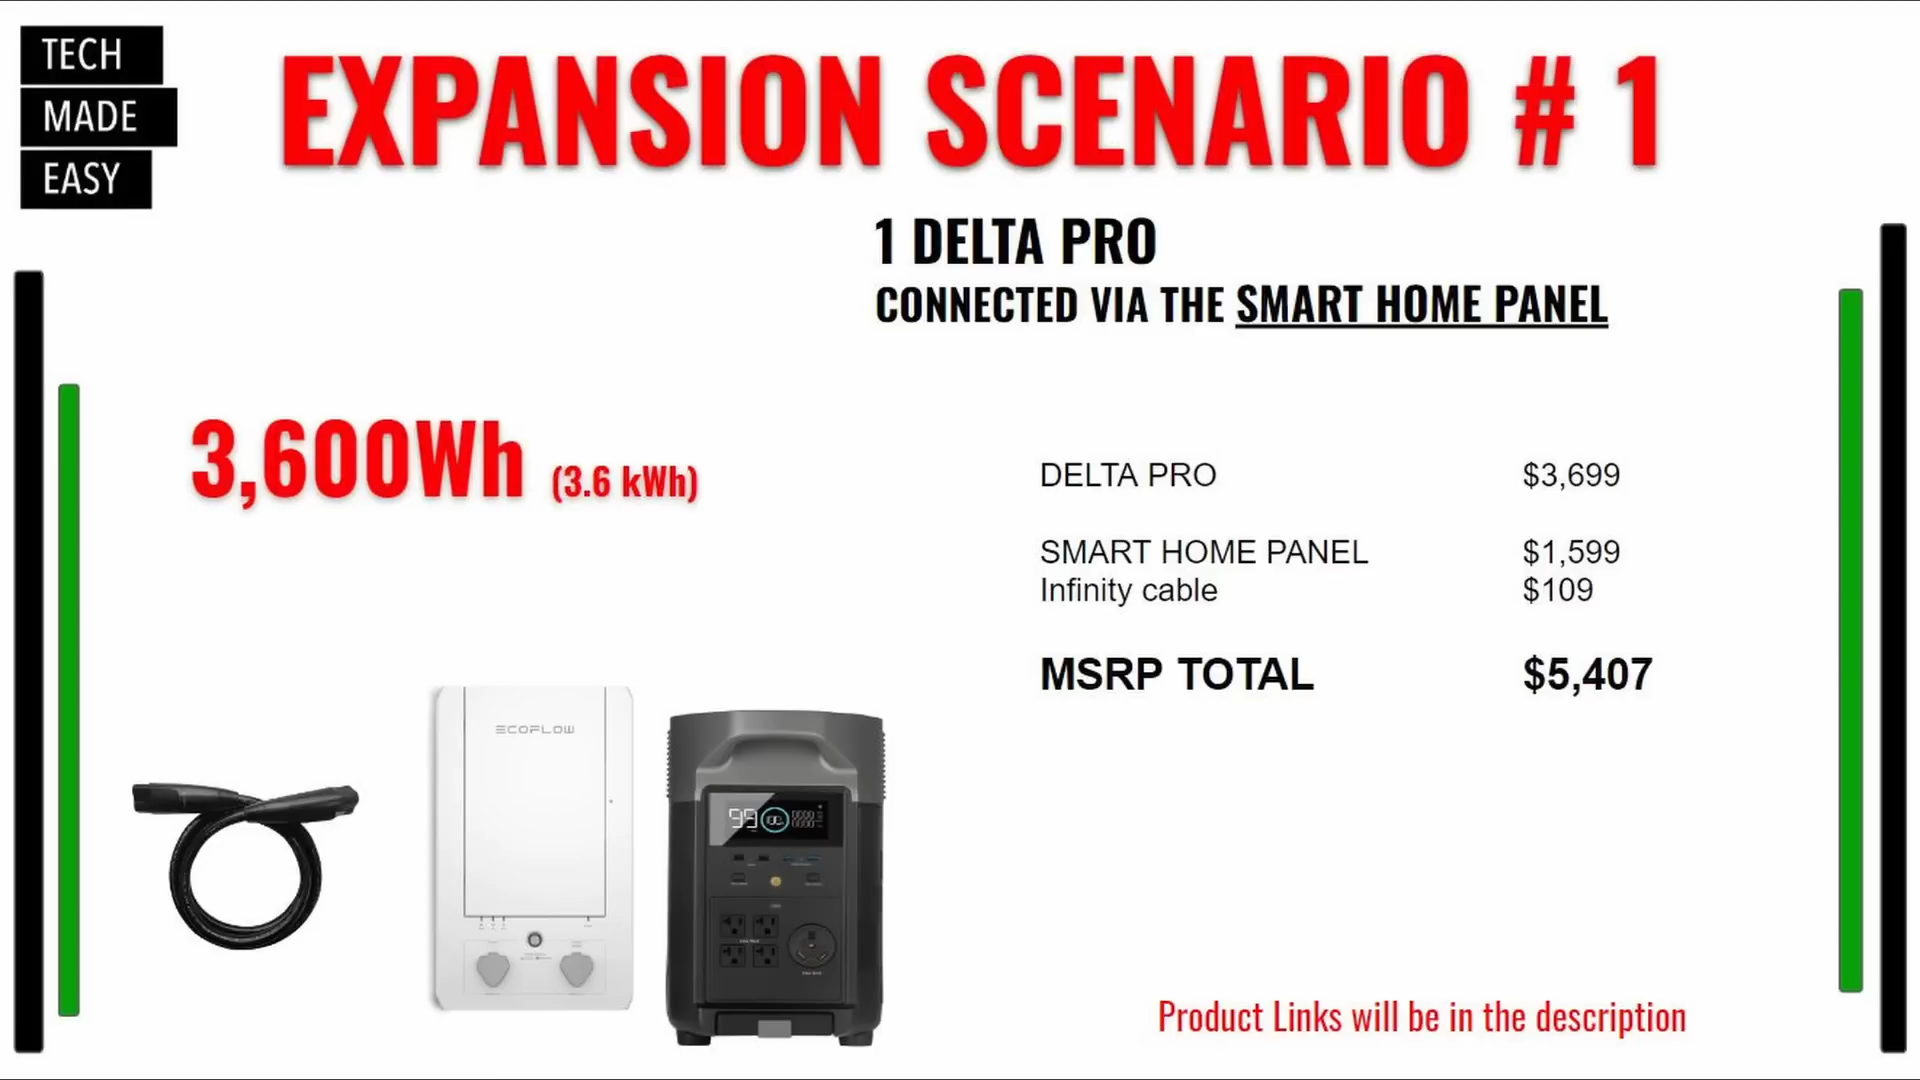 TECH
MADE
EASY
EXPANSION SCENARIO # 1
1 DELTA PRO
CONNECTED VIA THE SMART HOME PANEL
3,600Wh (3.6 kWh)
DELTA PRO $3,699
SMART HOME PANEL $1,599
Infinity cable $109
MSRP TOTAL $5,407
ECOFLOW
99
Product Links will be in the description